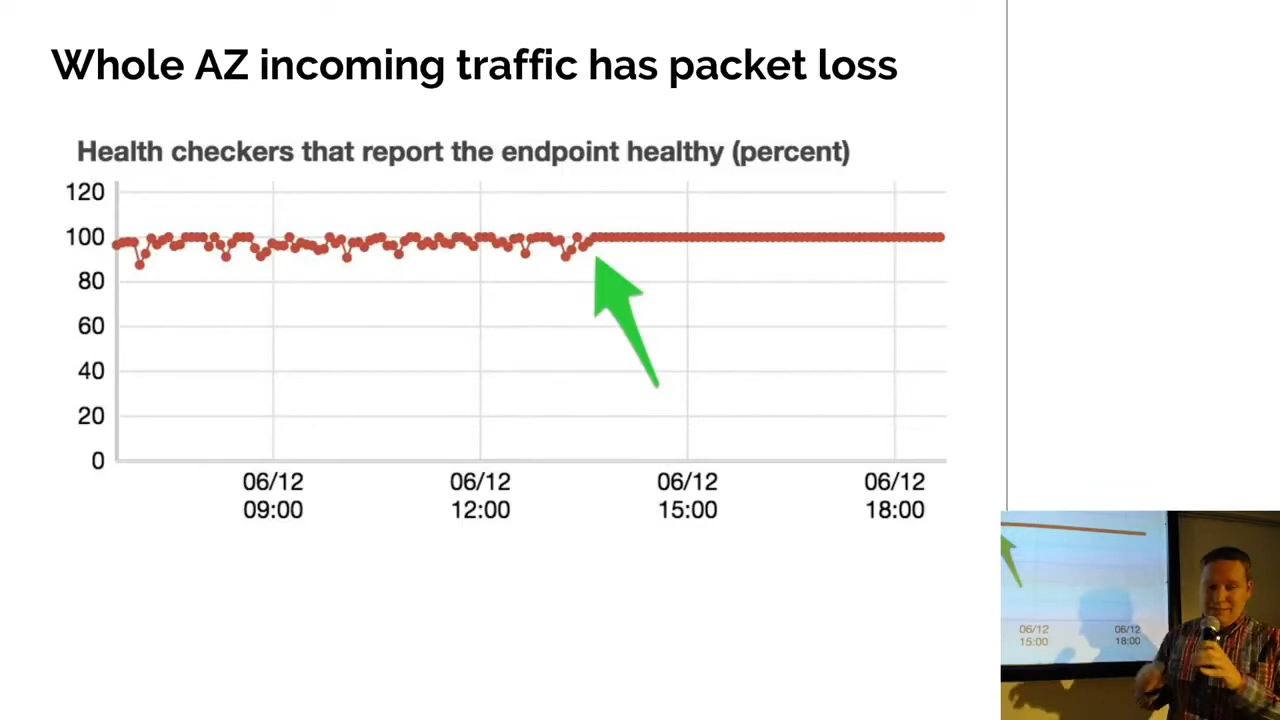 Whole AZ incoming traffic has packet loss
Health checkers that report the endpoint healthy (percent)
120
100
80
60
40
20
0
06/12 06/12 06/12 06/12
09:00 12:00 15:00 18:00
06/12 06/12
15:00 18:00